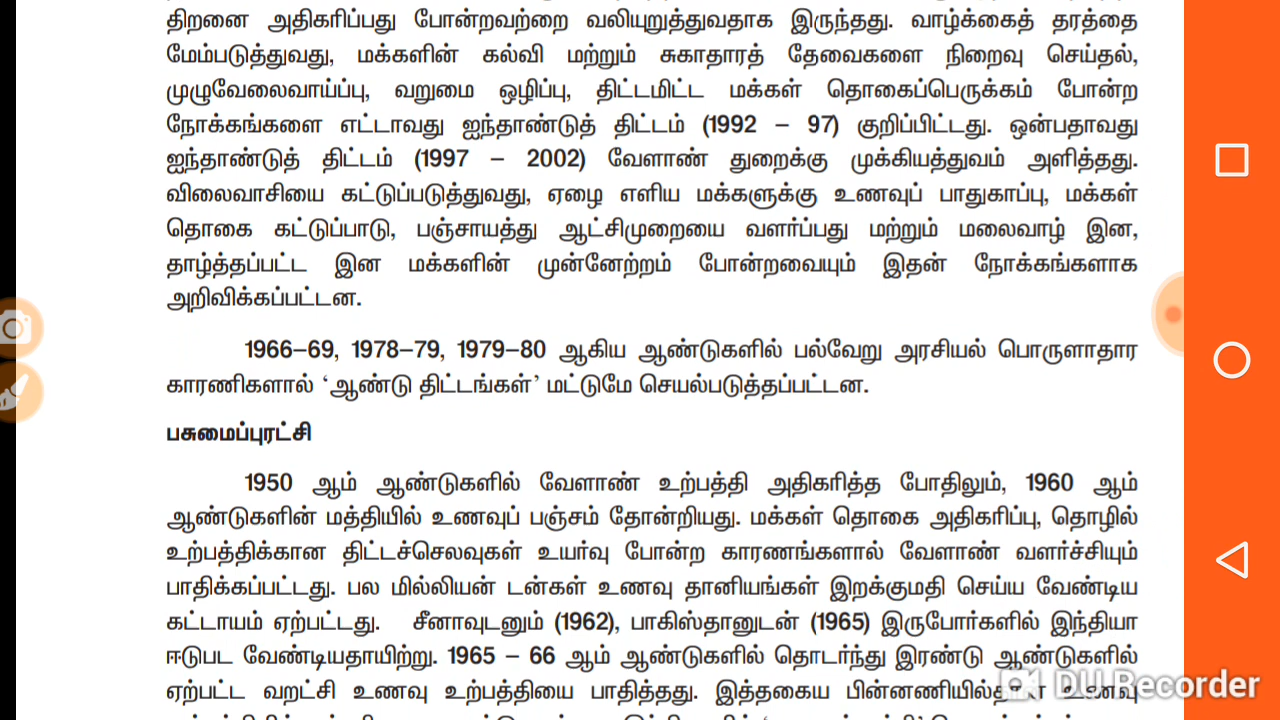 திறனை அதிகரிப்பது போன்றவற்றை வலியுறுத்துவதாக இருந்தது. வாழ்க்கைத் தரத்தை
மேம்படுத்துவது, மக்களின் கல்வி மற்றும் சுகாதாரத் தேவைகளை நிறைவு செய்தல்,
முழுவேலைவாய்ப்பு, வறுமை ஒழிப்பு, திட்டமிட்ட மக்கள் தொகைப்பெருக்கம் போன்ற
நோக்கங்களை எட்டாவது ஐந்தாண்டுத் திட்டம் (1992 – 97) குறிப்பிட்டது. ஒன்பதாவது
ஐந்தாண்டுத் திட்டம் (1997 – 2002) வேளாண் துறைக்கு முக்கியத்துவம் அளித்தது.
விலைவாசியை கட்டுப்படுத்துவது, ஏழை எளிய மக்களுக்கு உணவுப் பாதுகாப்பு, மக்கள்
தொகை கட்டுப்பாடு, பஞ்சாயத்து ஆட்சிமுறையை வளர்ப்பது மற்றும் மலைவாழ் இன,
தாழ்த்தப்பட்ட இன மக்களின் முன்னேற்றம் போன்றவையும் இதன் நோக்கங்களாக
அறிவிக்கப்பட்டன.
1966–69, 1978–79, 1979–80 ஆகிய ஆண்டுகளில் பல்வேறு அரசியல் பொருளாதார
காரணிகளால் ‘ஆண்டு திட்டங்கள்’ மட்டுமே செயல்படுத்தப்பட்டன.
பசுமைப்புரட்சி
1950 ஆம் ஆண்டுகளில் வேளாண் உற்பத்தி அதிகரித்த போதிலும், 1960 ஆம்
ஆண்டுகளின் மத்தியில் உணவுப் பஞ்சம் தோன்றியது. மக்கள் தொகை அதிகரிப்பு, தொழில்
உற்பத்திக்கான திட்டச்செலவுகள் உயர்வு போன்ற காரணங்களால் வேளாண் வளர்ச்சியும்
பாதிக்கப்பட்டது. பல மில்லியன் டன்கள் உணவு தானியங்கள் இறக்குமதி செய்ய வேண்டிய
கட்டாயம் ஏற்பட்டது. சீனாவுடனும் (1962), பாகிஸ்தானுடன் (1965) இருபோர்களில் இந்தியா
ஈடுபட வேண்டியதாயிற்று. 1965 – 66 ஆம் ஆண்டுகளில் தொடர்ந்து இரண்டு ஆண்டுகளில்
ஏற்பட்ட வறட்சி உணவு உற்பத்தியை பாதித்தது. இத்தகைய பின்னணியில்தான் உணவு
DU Recorder